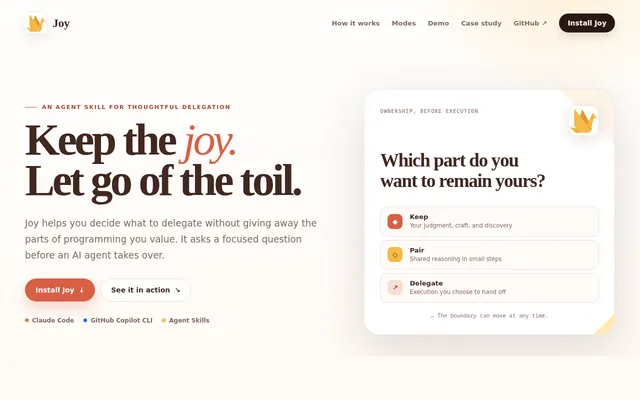 Joy
How it works
Modes
Demo
Case study
GitHub ↗
Install Joy
AN AGENT SKILL FOR THOUGHTFUL DELEGATION
Keep the joy.
Let go of the toil.
Joy helps you decide what to delegate without giving away the
parts of programming you value. It asks a focused question
before an AI agent takes over.
Install Joy ↓
See it in action ↘
Claude Code
GitHub Copilot CLI
Agent Skills
OWNERSHIP, BEFORE EXECUTION
Which part do you
want to remain yours?
Keep
Your judgment, craft, and discovery
Pair
Shared reasoning in small steps
Delegate
Execution you choose to hand off
The boundary can move at any time.